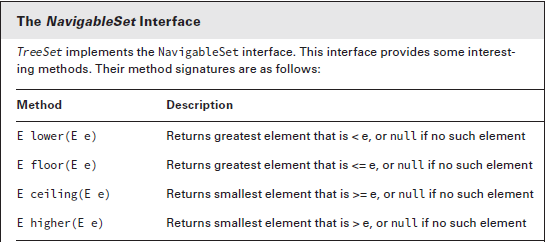 The NavigableSet Interface
TreeSet implements the NavigableSet interface. This interface provides some interest-
ing methods. Their method signatures are as follows:
Method Description
E lower(E e) Returns greatest element that is < e, or null if no such element
E floor(E e) Returns greatest element that is <= e, or null if no such element
E ceiling(E e) Returns smallest element that is >= e, or null if no such element
E higher(E e) Returns smallest element that is > e, or null if no such element